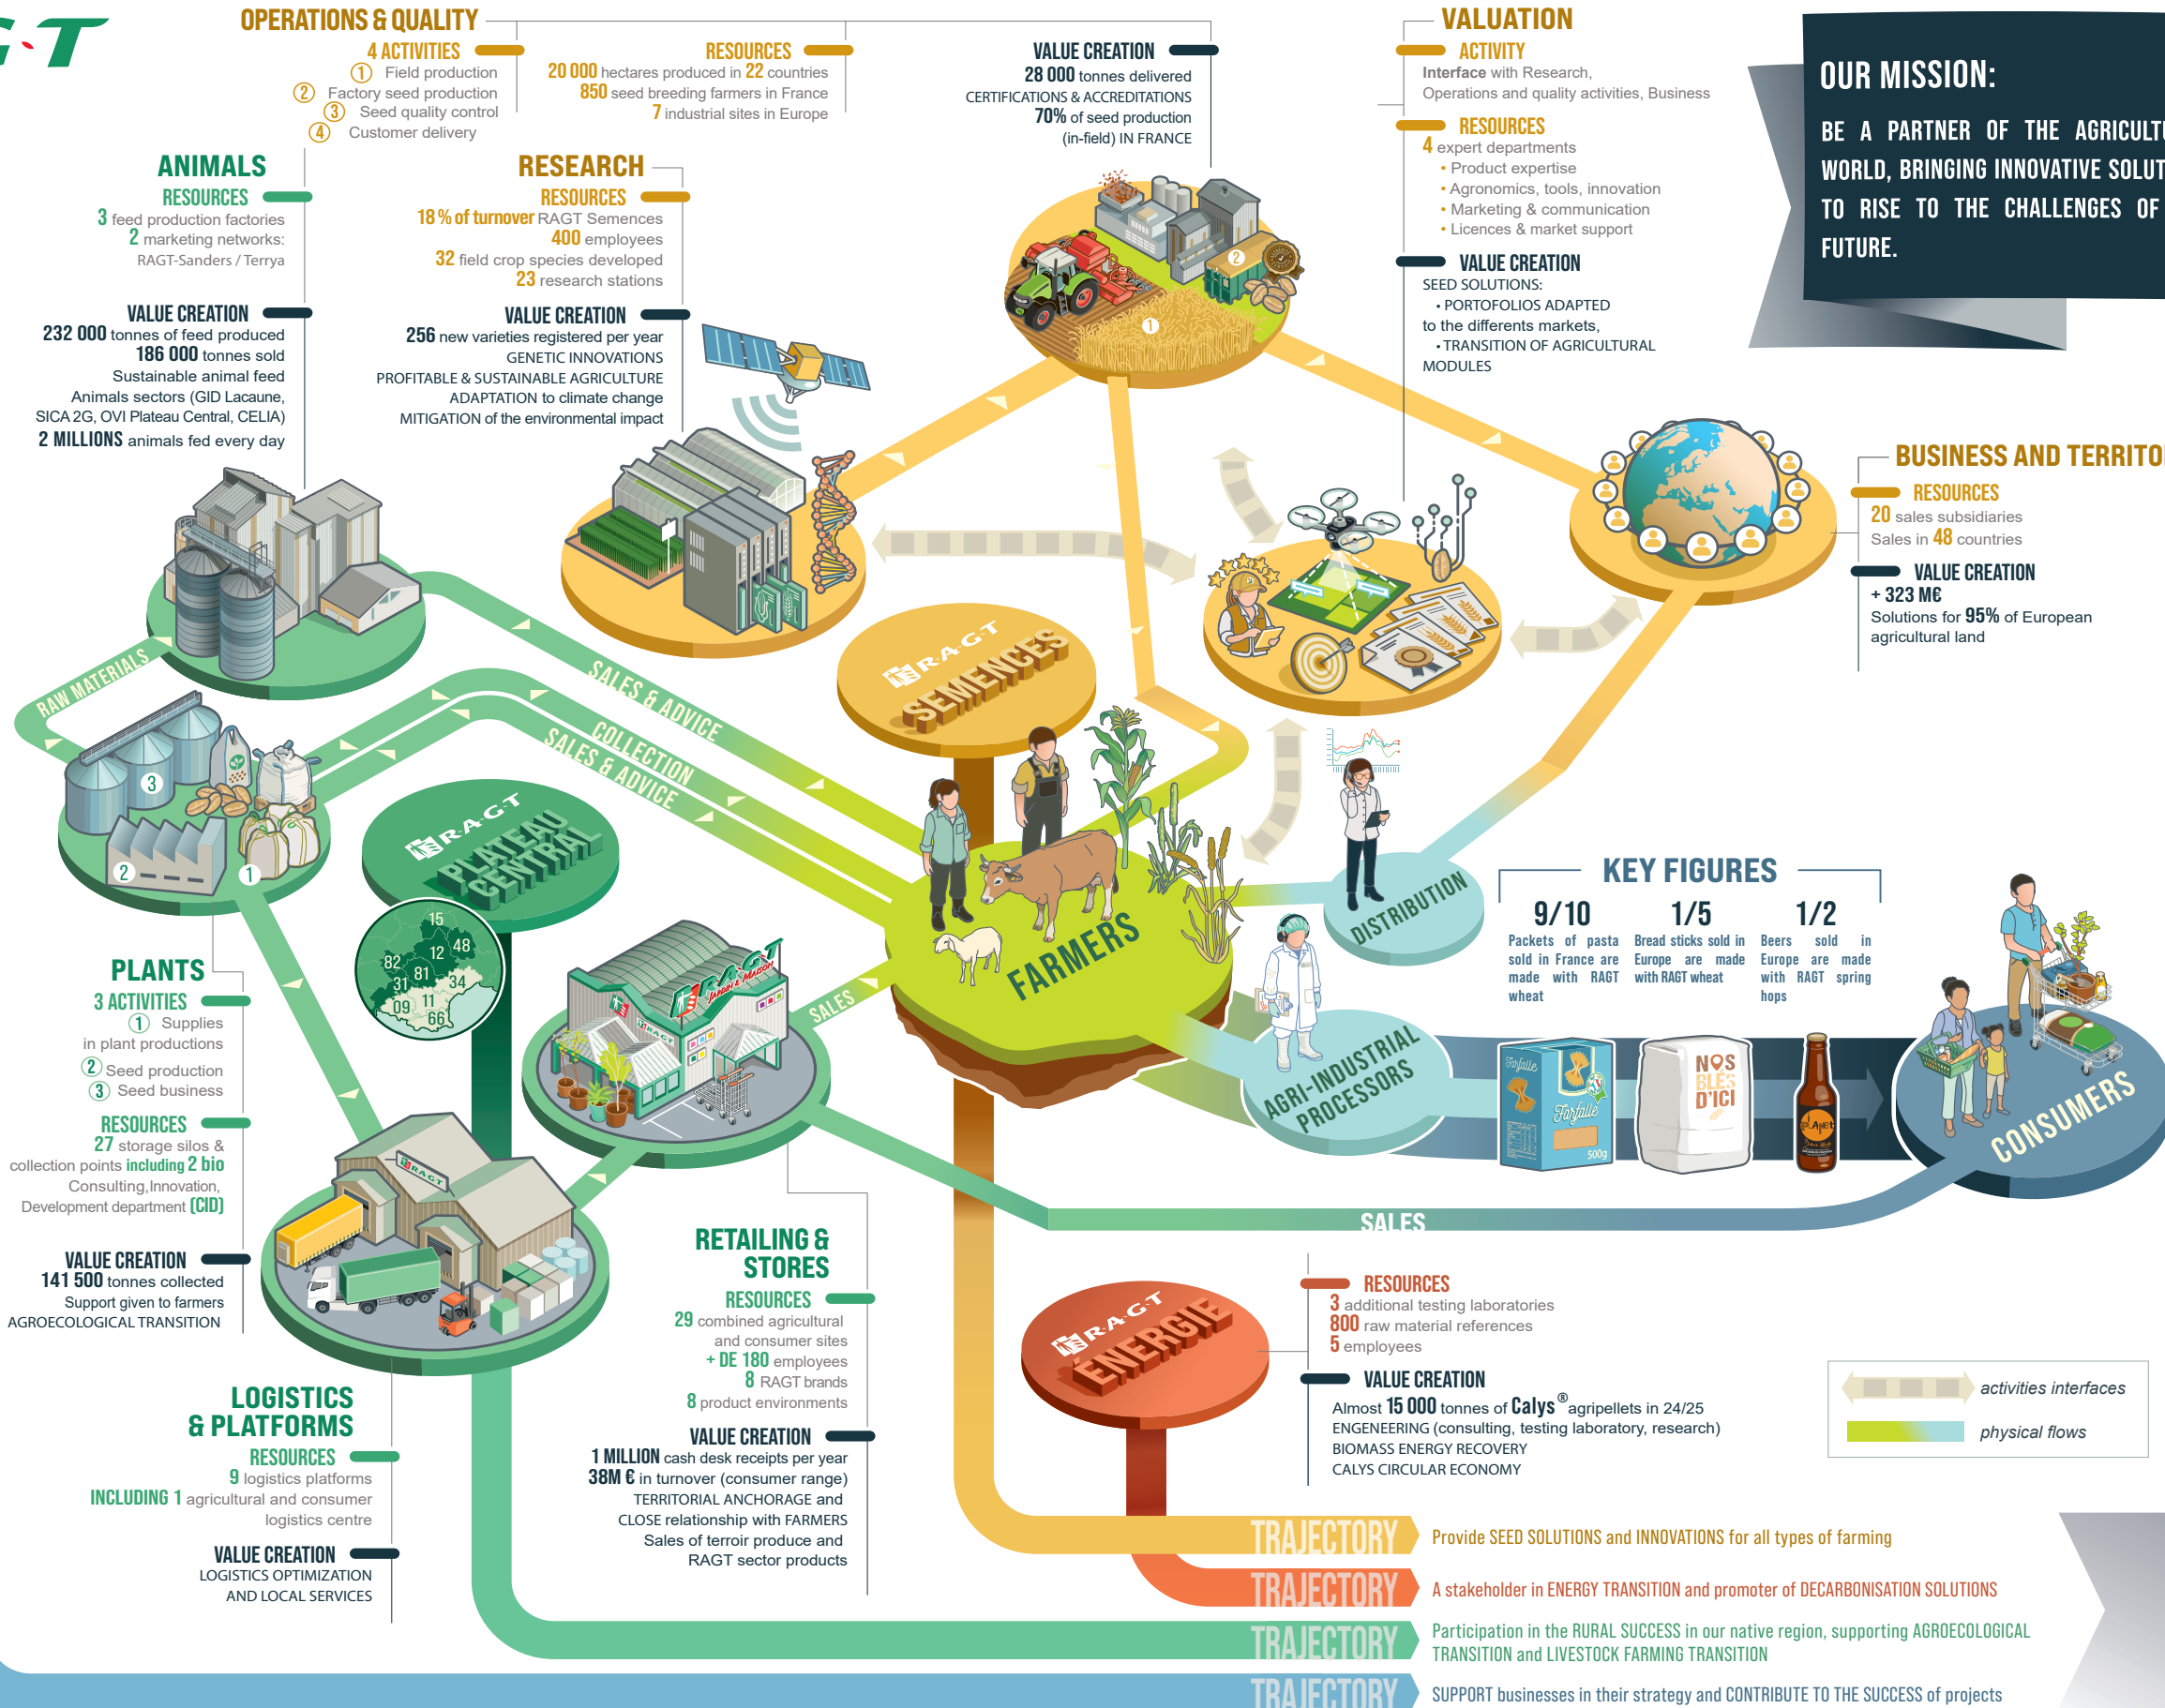 G·T
OPERATIONS & QUALITY
4 ACTIVITIES
1 Field production
2 Factory seed production
3 Seed quality control
4 Customer delivery
RESOURCES
20 000 hectares produced in 22 countries
850 seed breeding farmers in France
7 industrial sites in Europe
VALUE CREATION
28 000 tonnes delivered
CERTIFICATIONS & ACCREDITATIONS
70% of seed production
(in-field) IN FRANCE
VALUATION
ACTIVITY
Interface with Research,
Operations and quality activities, Business
RESOURCES
4 expert departments
• Product expertise
• Agronomics, tools, innovation
• Marketing & communication
• Licences & market support
VALUE CREATION
SEED SOLUTIONS:
• PORTOFOLIOS ADAPTED
to the differents markets,
• TRANSITION OF AGRICULTURAL
MODULES
OUR MISSION:
BE A PARTNER OF THE AGRICULTU
WORLD, BRINGING INNOVATIVE SOLUT
TO RISE TO THE CHALLENGES OF
FUTURE.
ANIMALS
RESOURCES
3 feed production factories
2 marketing networks:
RAGT-Sanders / Terrya
VALUE CREATION
232 000 tonnes of feed produced
186 000 tonnes sold
Sustainable animal feed
Animals sectors (GID Lacaune,
SICA 2G, OVI Plateau Central, CELIA)
2 MILLIONS animals fed every day
RESEARCH
RESOURCES
18 % of turnover RAGT Semences
400 employees
32 field crop species developed
23 research stations
VALUE CREATION
256 new varieties registered per year
GENETIC INNOVATIONS
PROFITABLE & SUSTAINABLE AGRICULTURE
ADAPTATION to climate change
MITIGATION of the environmental impact
2
1
BUSINESS AND TERRITO
RESOURCES
20 sales subsidiaries
Sales in 48 countries
VALUE CREATION
+ 323 M€
Solutions for 95% of European
agricultural land
RAW MATERIALS
SALES & ADVICE
COLLECTION
SALES & ADVICE
R·A·G·T
SEMENCES
3
2
1
R·A·G·T
PLATEAU
CENTRAL
15
48
12
82
81
34
31
11
09
66
RAGT
JARDIN & MAISON
RAGT
SALES
FARMERS
DISTRIBUTION
AGRI-INDUSTRIAL
PROCESSORS
KEY FIGURES
9/10
Packets of pasta
sold in France are
made with RAGT
wheat
1/5
Bread sticks sold in
Europe are made
with RAGT wheat
1/2
Beers sold in
Europe are made
with RAGT spring
hops
Farfalle
Farfalle
500g
NOS
BLÉS
D'ICI
PLANET
CONSUMERS
SALES
PLANTS
3 ACTIVITIES
1 Supplies
in plant productions
2 Seed production
3 Seed business
RESOURCES
27 storage silos &
collection points including 2 bio
Consulting,Innovation,
Development department (CID)
VALUE CREATION
141 500 tonnes collected
Support given to farmers
AGROECOLOGICAL TRANSITION
RAGT
LOGISTICS
& PLATFORMS
RESOURCES
9 logistics platforms
INCLUDING 1 agricultural and consumer
logistics centre
VALUE CREATION
LOGISTICS OPTIMIZATION
AND LOCAL SERVICES
RETAILING &
STORES
RESOURCES
29 combined agricultural
and consumer sites
+ DE 180 employees
8 RAGT brands
8 product environments
VALUE CREATION
1 MILLION cash desk receipts per year
38M € in turnover (consumer range)
TERRITORIAL ANCHORAGE and
CLOSE relationship with FARMERS
Sales of terroir produce and
RAGT sector products
R·A·G·T
ÉNERGIE
RESOURCES
3 additional testing laboratories
800 raw material references
5 employees
VALUE CREATION
Almost 15 000 tonnes of Calys® agripellets in 24/25
ENGENEERING (consulting, testing laboratory, research)
BIOMASS ENERGY RECOVERY
CALYS CIRCULAR ECONOMY
activities interfaces
physical flows
TRAJECTORY Provide SEED SOLUTIONS and INNOVATIONS for all types of farming
TRAJECTORY A stakeholder in ENERGY TRANSITION and promoter of DECARBONISATION SOLUTIONS
TRAJECTORY Participation in the RURAL SUCCESS in our native region, supporting AGROECOLOGICAL
TRANSITION and LIVESTOCK FARMING TRANSITION
TRAJECTORY SUPPORT businesses in their strategy and CONTRIBUTE TO THE SUCCESS of projects